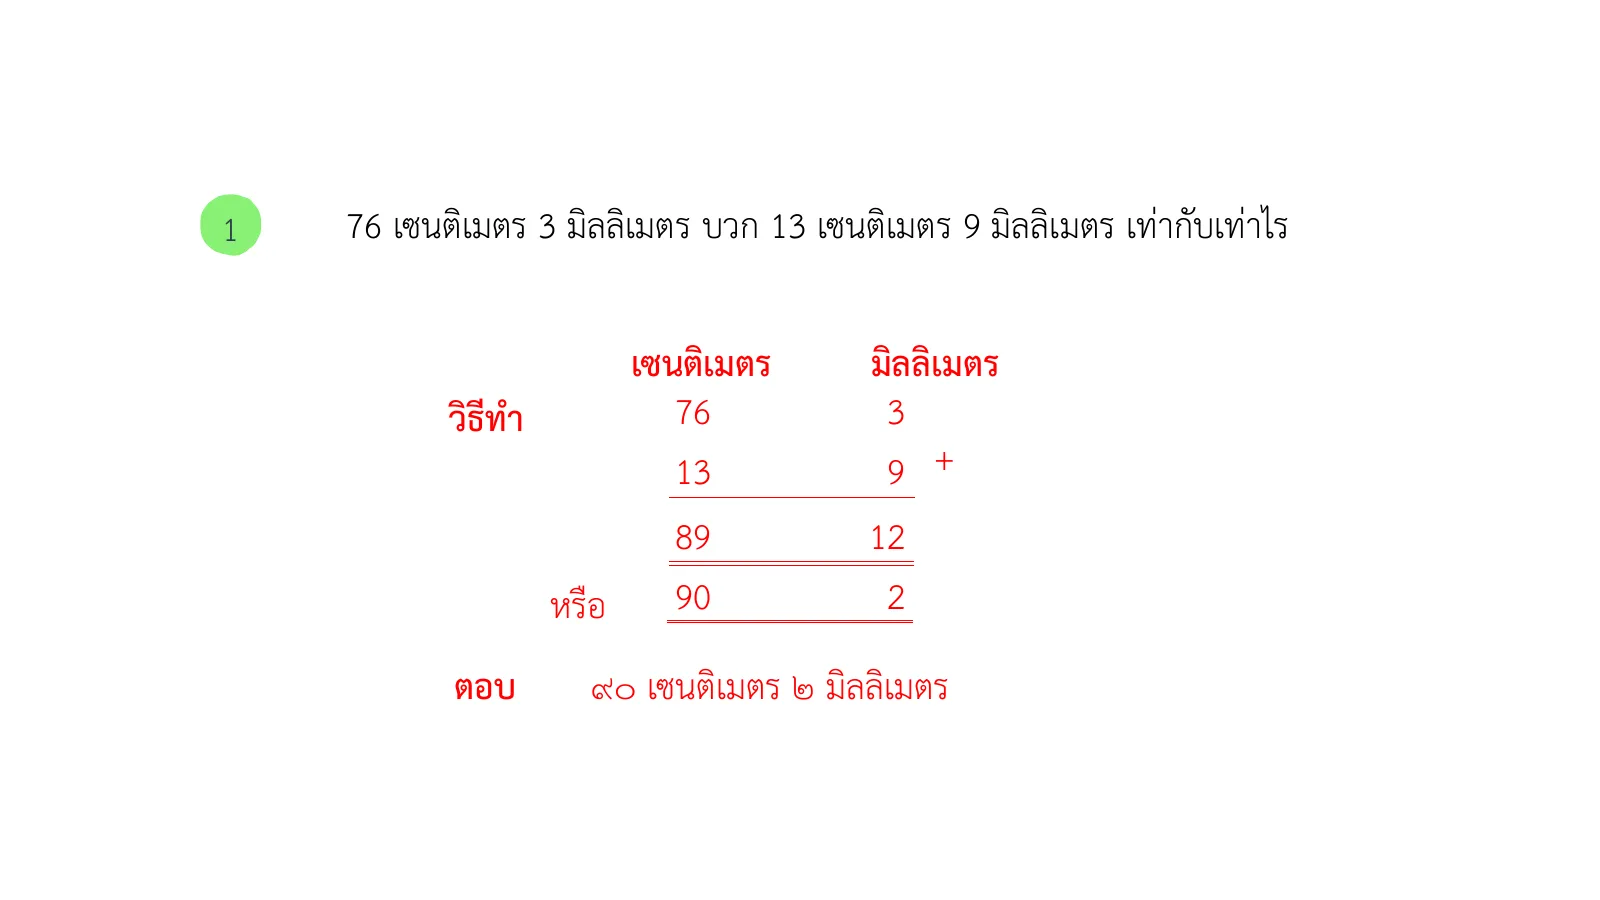 1 76 เซนติเมตร 3 มิลลิเมตร บวก 13 เซนติเมตร 9 มิลลิเมตร เท่ากับเท่าไร
เซนติเมตร มิลลิเมตร
วิธีทำ 76 3
13 9 +
89 12
หรือ 90 2
ตอบ ๙๐ เซนติเมตร ๒ มิลลิเมตร